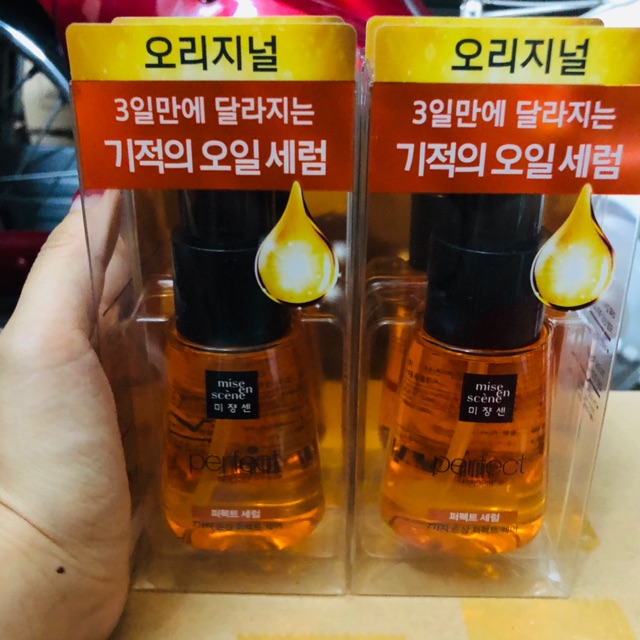 오리지널
3일만에 달라지는
기적의 오일 세럼
mise
en
scène
미쟝센
perfect
퍼펙트 세럼
오리지널
3일만에 달라지는
기적의 오일 세럼
mise
en
scène
미쟝센
perfect
퍼펙트 세럼